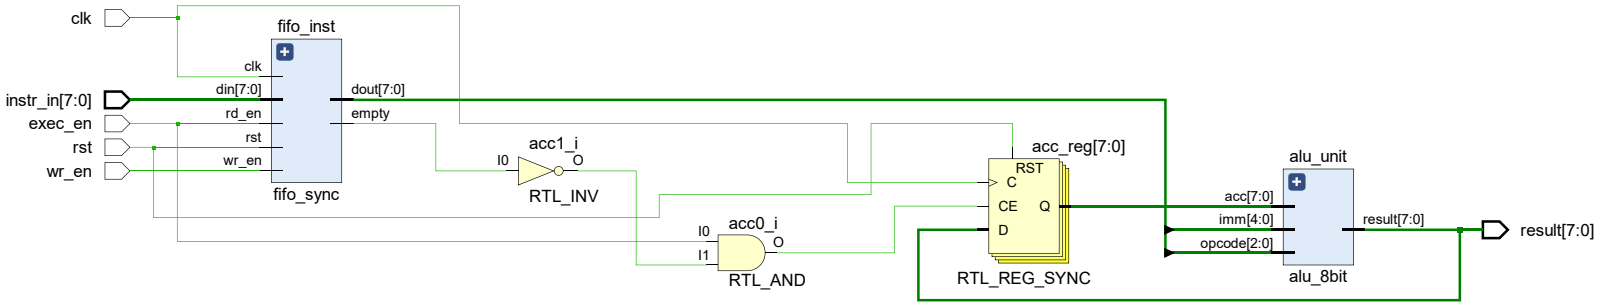 clk
instr_in[7:0]
exec_en
rst
wr_en
fifo_inst
clk
din[7:0]
rd_en
rst
wr_en
dout[7:0]
empty
fifo_sync
acc1_i
I0
O
RTL_INV
acc0_i
I0
I1
O
RTL_AND
acc_reg[7:0]
RST
C
CE
Q
D
RTL_REG_SYNC
alu_unit
acc[7:0]
imm[4:0]
opcode[2:0]
result[7:0]
alu_8bit
result[7:0]